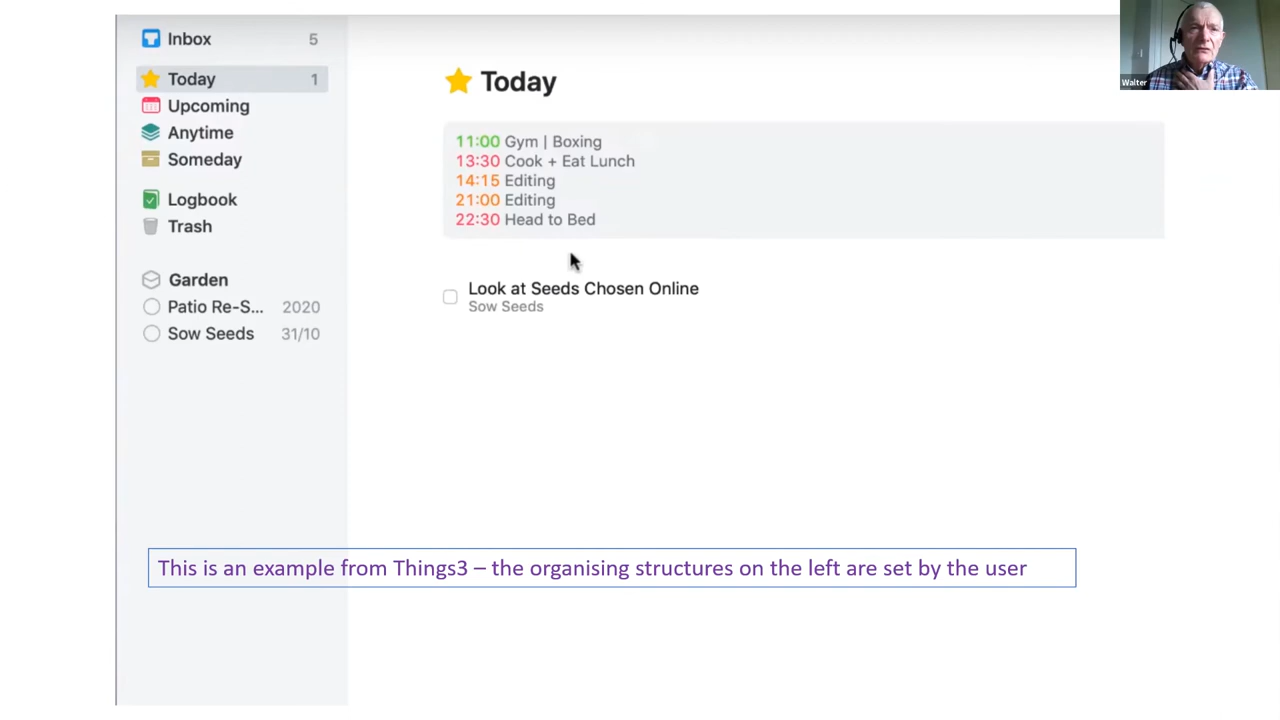 Inbox 5
Today 1
Upcoming
Anytime
Someday
Logbook
Trash
Garden
Patio Re-S... 2020
Sow Seeds 31/10
Today
11:00 Gym | Boxing
13:30 Cook + Eat Lunch
14:15 Editing
21:00 Editing
22:30 Head to Bed
Look at Seeds Chosen Online
Sow Seeds
This is an example from Things3 – the organising structures on the left are set by the user
Walter